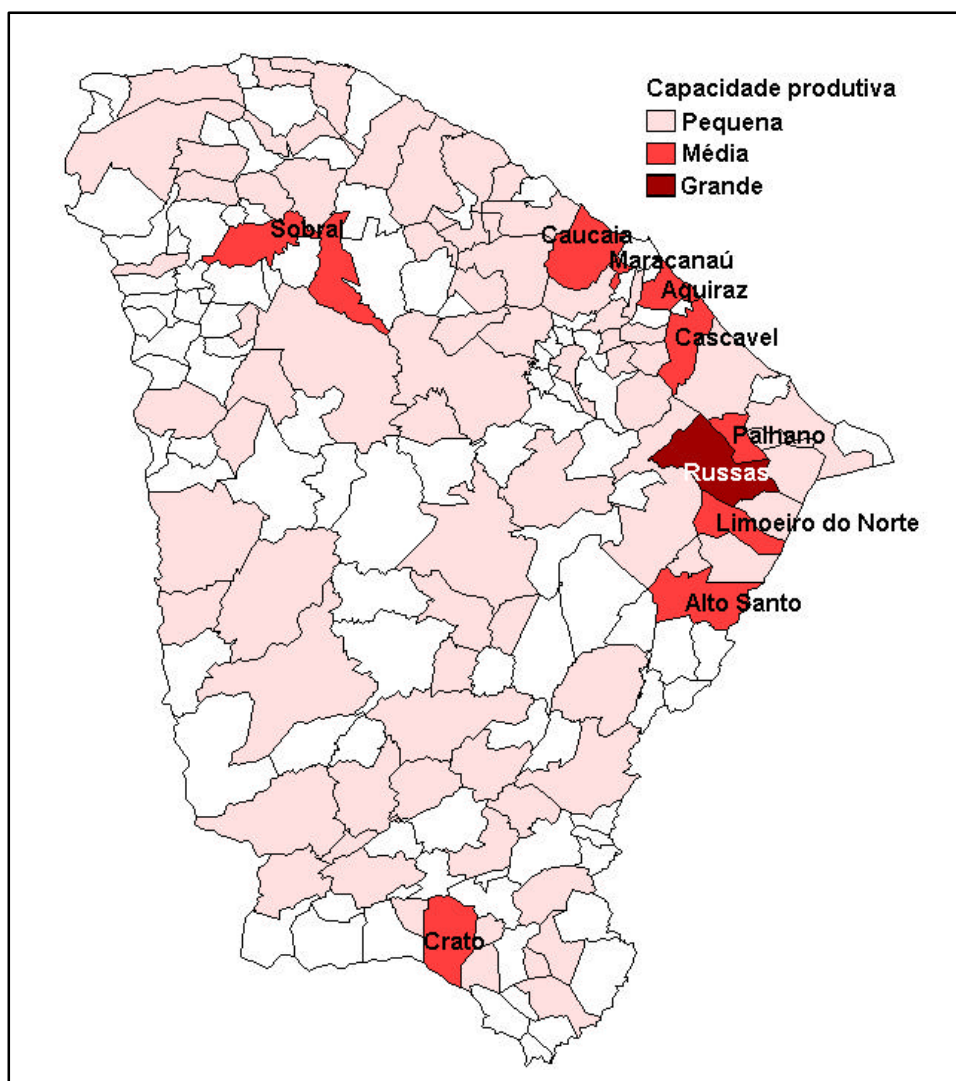 Capacidade produtiva
Pequena
Média
Grande
Sobral
Caucaia
Maracanaú
Aquiraz
Cascavel
Palhano
Russas
Limoeiro do Norte
Alto Santo
Crato